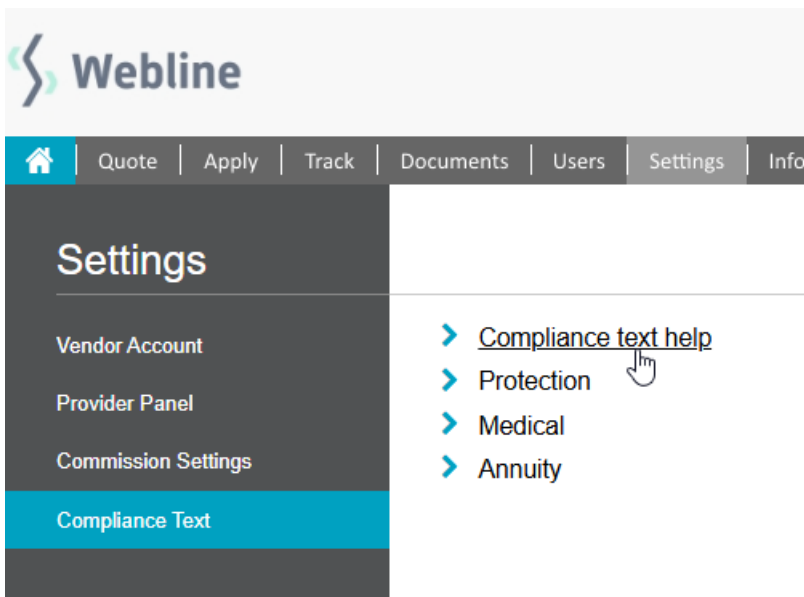 Webline
Quote Apply Track Documents Users Settings Info
Settings
Vendor Account
Provider Panel
Commission Settings
Compliance Text
Compliance text help
Protection
Medical
Annuity